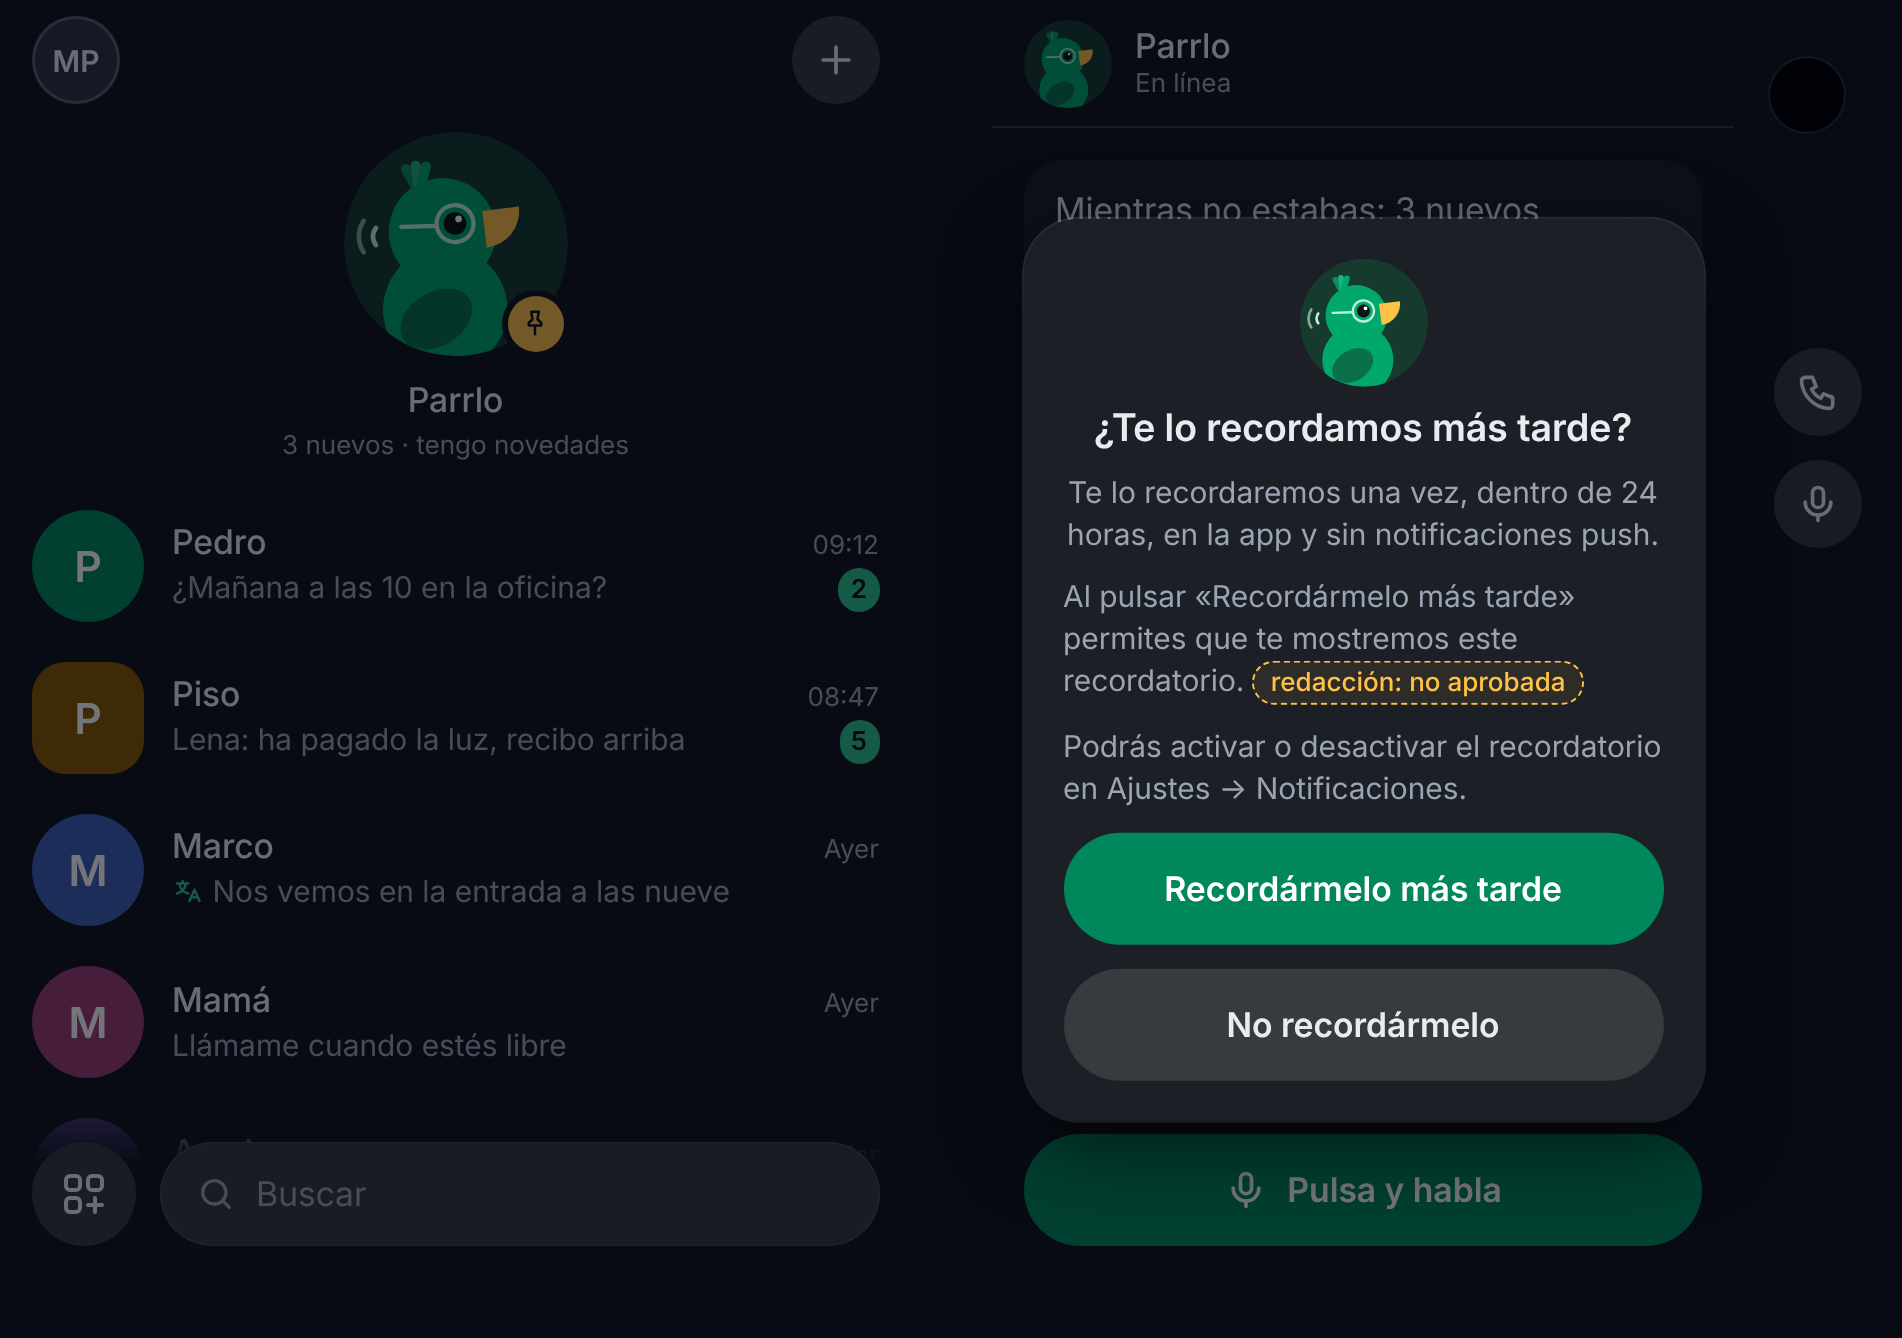 MP
Parrlo
3 nuevos · tengo novedades
P
Pedro
09:12
¿Mañana a las 10 en la oficina?
2
P
Piso
08:47
Lena: ha pagado la luz, recibo arriba
5
M
Marco
Ayer
Nos vemos en la entrada a las nueve
M
Mamá
Ayer
Llámame cuando estés libre
Buscar
Parrlo
En línea
Mientras no estabas: 3 nuevos
¿Te lo recordamos más tarde?
Te lo recordaremos una vez, dentro de 24
horas, en la app y sin notificaciones push.
Al pulsar «Recordármelo más tarde»
permites que te mostremos este
recordatorio. redacción: no aprobada
Podrás activar o desactivar el recordatorio
en Ajustes → Notificaciones.
Recordármelo más tarde
No recordármelo
Pulsa y habla